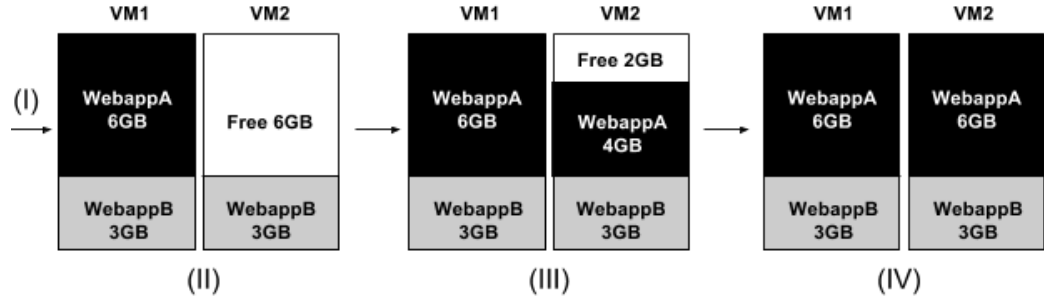 VM1 VM2 VM1 VM2 VM1 VM2
(I)
WebappA
6GB
Free 6GB
WebappB
3GB
WebappB
3GB
(II)
WebappA
6GB
Free 2GB
WebappA
4GB
WebappB
3GB
WebappB
3GB
(III)
WebappA
6GB
WebappA
6GB
WebappB
3GB
WebappB
3GB
(IV)